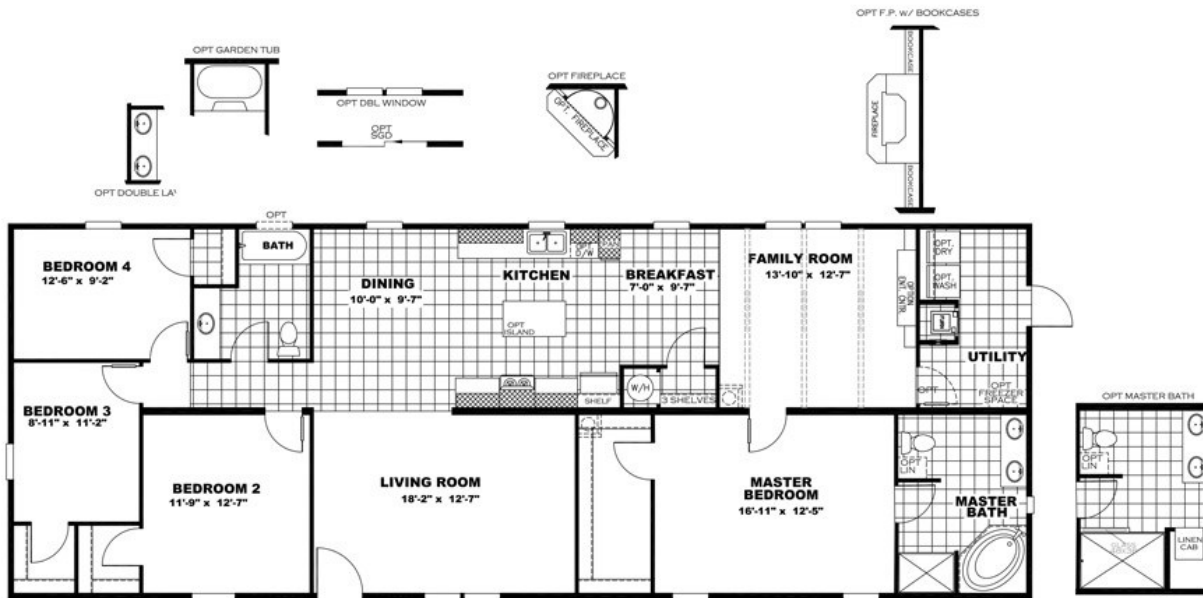 OPT F.P. w/ BOOKCASES
OPT GARDEN TUB
OPT DBL WINDOW
OPT
SGD
OPT FIREPLACE
OPT. FIREPLACE
BOOKCASE
FIREPLACE
BOOKCASE
OPT DOUBLE LA
OPT
BATH
BEDROOM 4
12'-6" x 9'-2"
DINING
10'-0" x 9'-7"
KITCHEN
D/W
OPT
ISLAND
BREAKFAST
7'-0" x 9'-7"
FAMILY ROOM
13'-10" x 12'-7"
OPTION
ENT. CNTR.
OPT.
DRY
OPT.
WASH
UTILITY
OPT
OPT
FREEZER
SPACE
W/H
SHELF
3 SHELVES
BEDROOM 3
8'-11" x 11'-2"
BEDROOM 2
11'-9" x 12'-7"
LIVING ROOM
18'-2" x 12'-7"
MASTER
BEDROOM
16'-11" x 12'-5"
OPT
LIN
MASTER
BATH
OPT MASTER BATH
OPT
LIN
LINEN
CAB